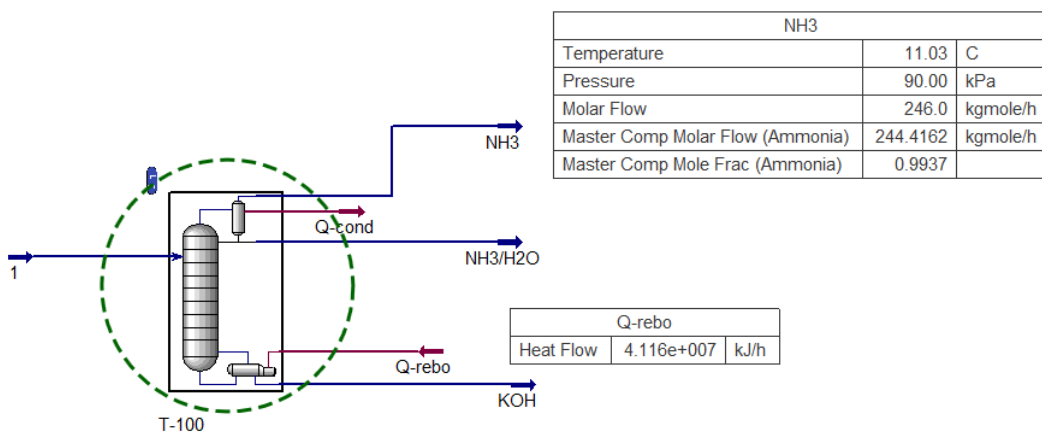 NH3
Temperature 11.03 C
Pressure 90.00 kPa
Molar Flow 246.0 kgmole/h
Master Comp Molar Flow (Ammonia) 244.4162 kgmole/h
Master Comp Mole Frac (Ammonia) 0.9937
NH3
Q-cond
1
NH3/H2O
Q-rebo
Heat Flow 4.116e+007 kJ/h
Q-rebo
KOH
T-100